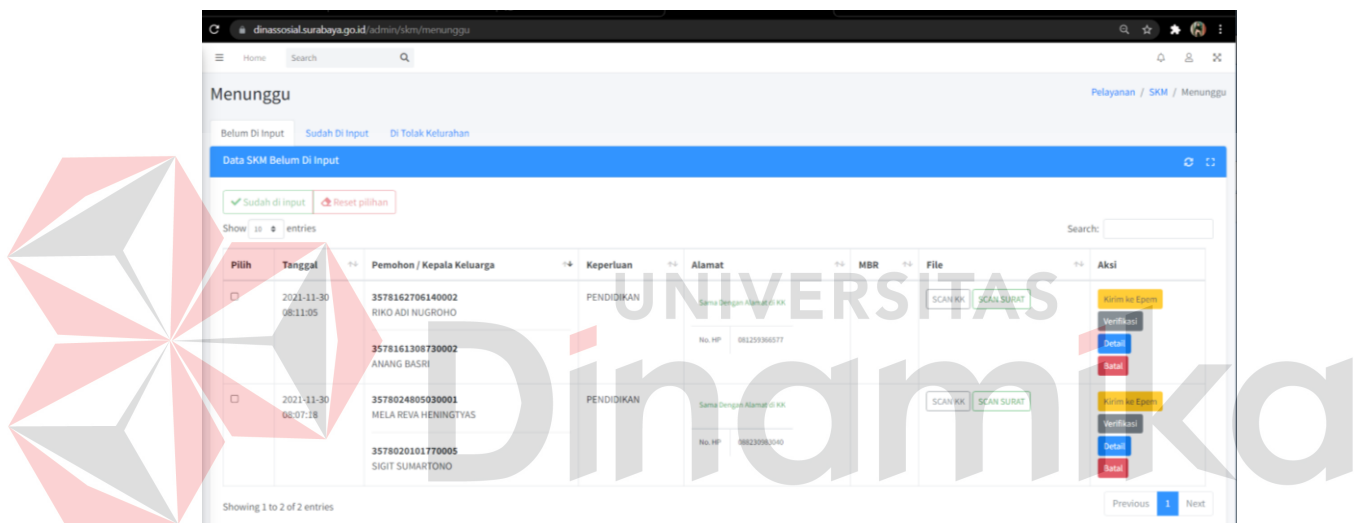 dinassosial.surabaya.go.id/admin/skm/menunggu
Home Search
Menunggu
Pelayanan / SKM / Menunggu
Belum Di Input Sudah Di Input Di Tolak Kelurahan
Data SKM Belum Di Input
Sudah di input Reset pilihan
Show 10 entries Search:
Pilih Tanggal Pemohon / Kepala Keluarga Keperluan Alamat MBR File Aksi
2021-11-30 3578162706140002 PENDIDIKAN Sama Dengan Alamat di KK SCAN KK SCAN SURAT Kirim ke Epem
08:11:05 RIKO ADI NUGROHO Verifikasi
No. HP 081259366577 Detail
3578161308730002
ANANG BASRI Batal
2021-11-30 3578024805030001 PENDIDIKAN Sama Dengan Alamat di KK SCAN KK SCAN SURAT Kirim ke Epem
08:07:18 MELA REVA HENINGTYAS Verifikasi
No. HP 088230983040 Detail
3578020101770005
SIGIT SUMARTONO Batal
Showing 1 to 2 of 2 entries Previous 1 Next
UNIVERSITAS
Dinamika